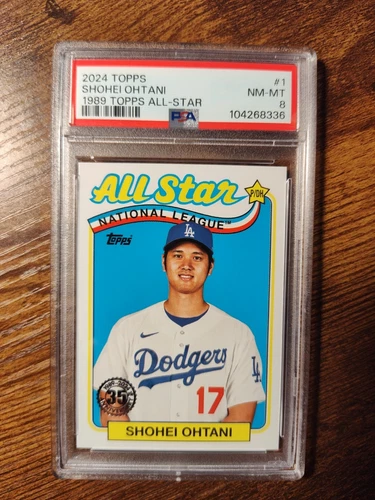 2024 TOPPS #1
SHOHEI OHTANI NM-MT
1989 TOPPS ALL-STAR 8
PSA 104268336
All Star
P/DH
NATIONAL LEAGUE™
Topps
LA
Dodgers
LA
17
35
SHOHEI OHTANI